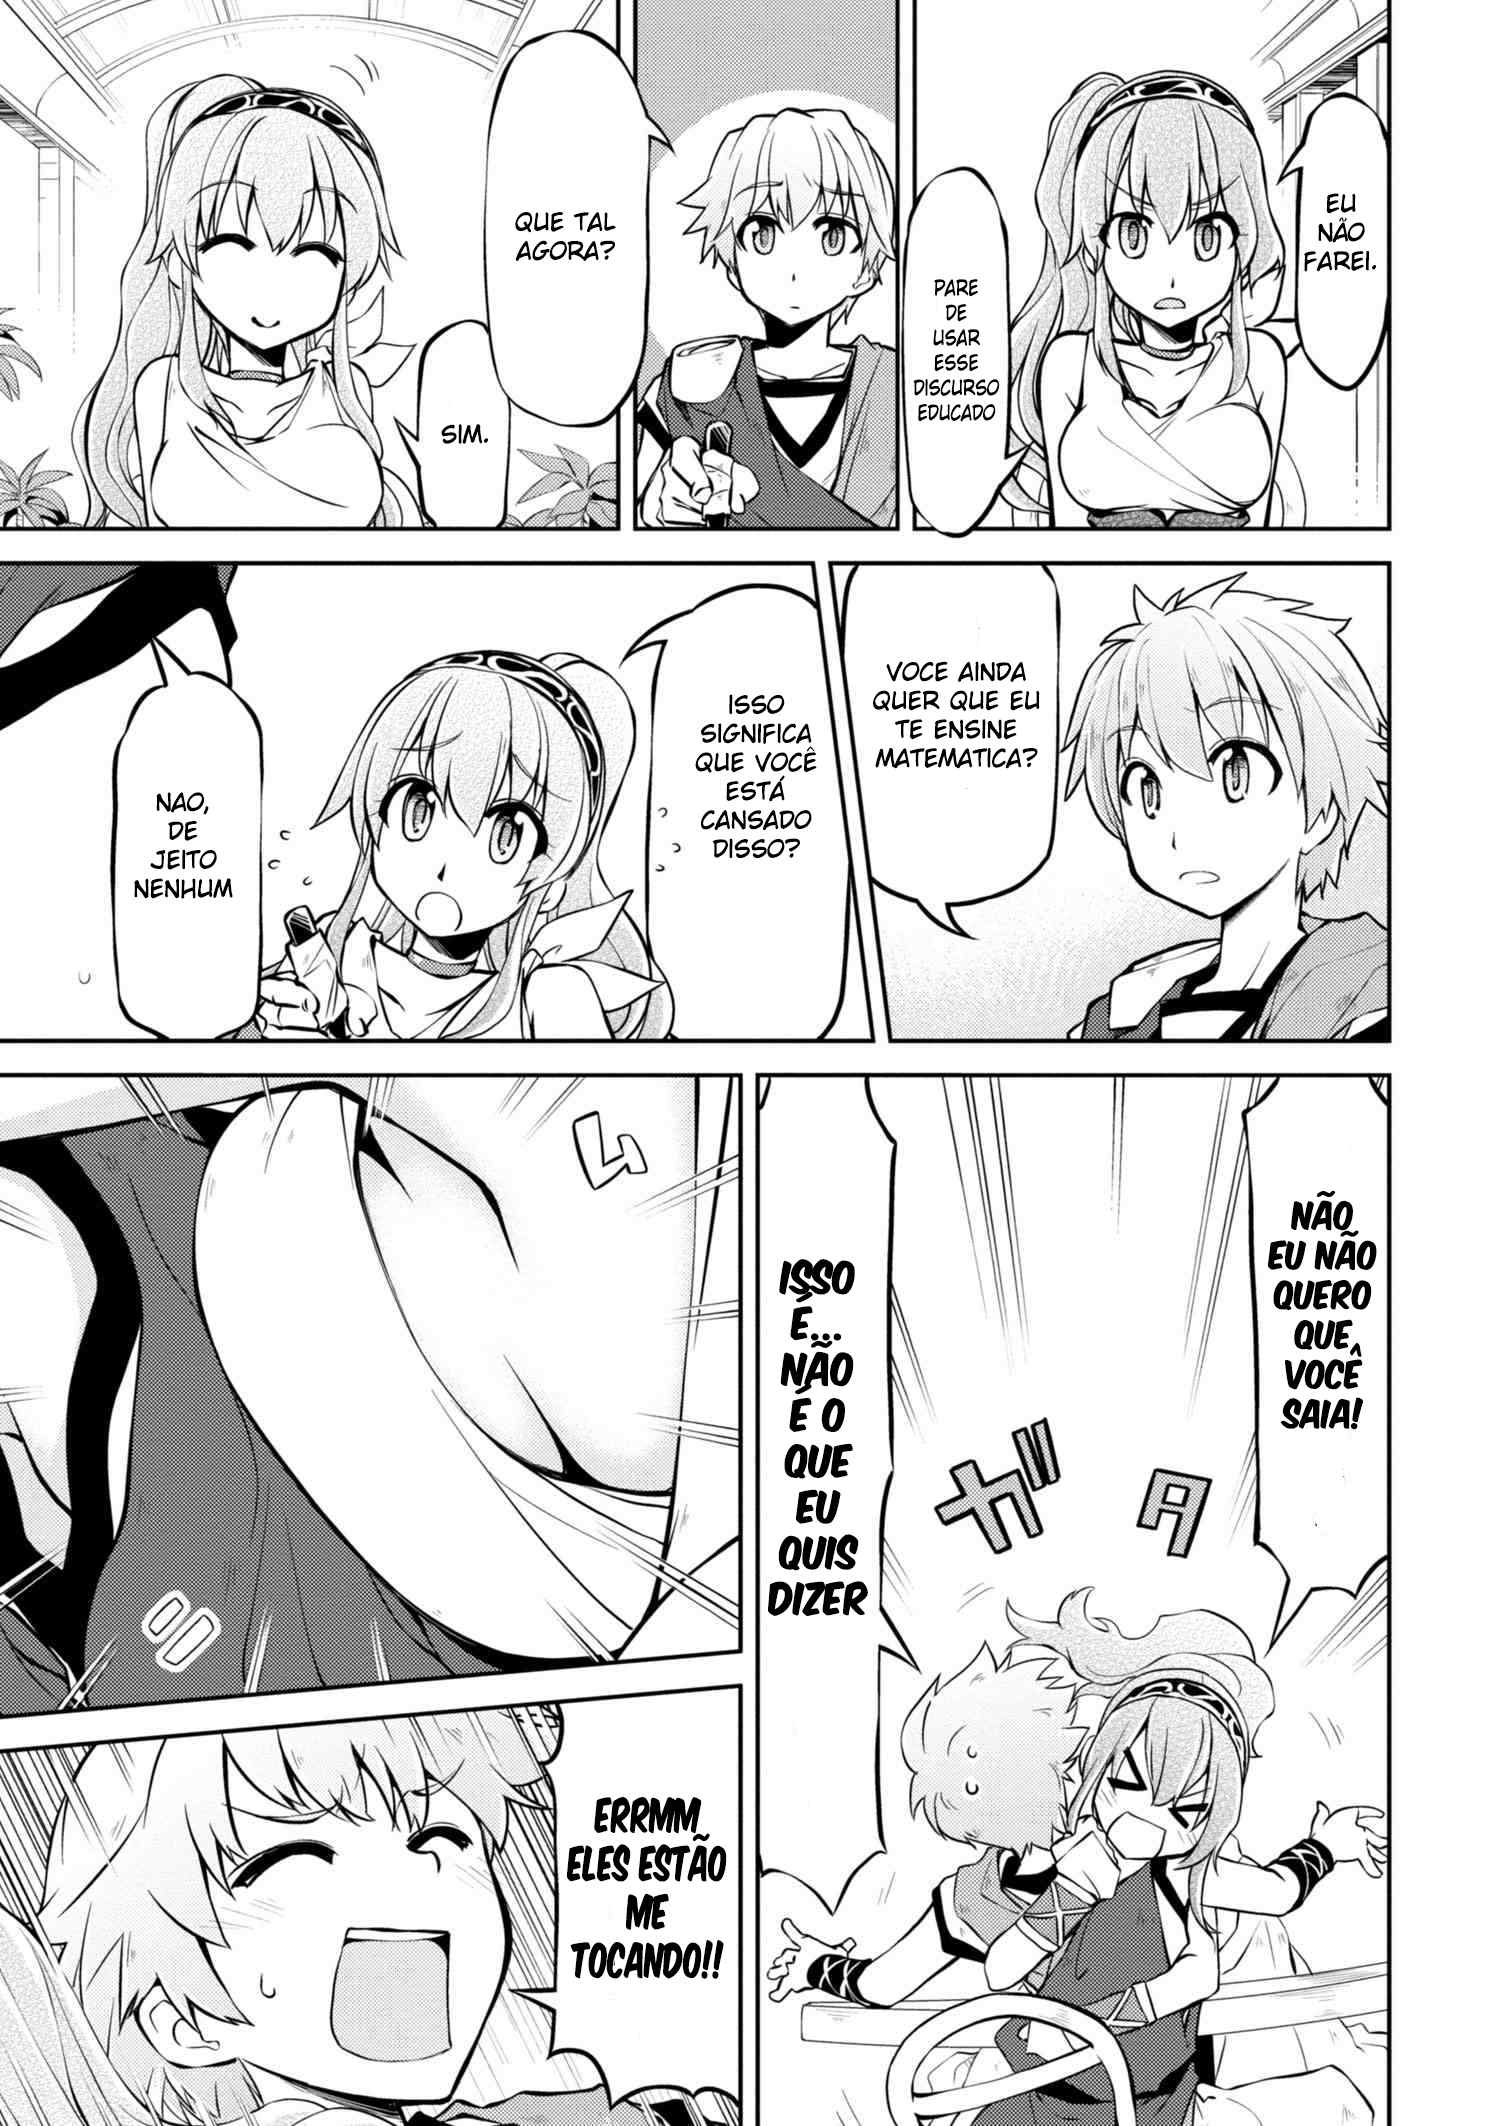 EU
NÃO
FAREI.
PARE
DE
USAR
ESSE
DISCURSO
EDUCADO
QUE TAL
AGORA?
SIM.
VOCE AINDA
QUER QUE EU
TE ENSINE
MATEMATICA?
ISSO
SIGNIFICA
QUE VOCÊ
ESTÁ
CANSADO
DISSO?
NAO,
DE
JEITO
NENHUM
NÃO
EU NÃO
QUERO
QUE
VOCÊ
SAIA!
ガタ
ISSO
É...
NÃO
É O
QUE
EU
QUIS
DIZER
ム
ERRMM
ELES ESTÃO
ME
TOCANDO!!